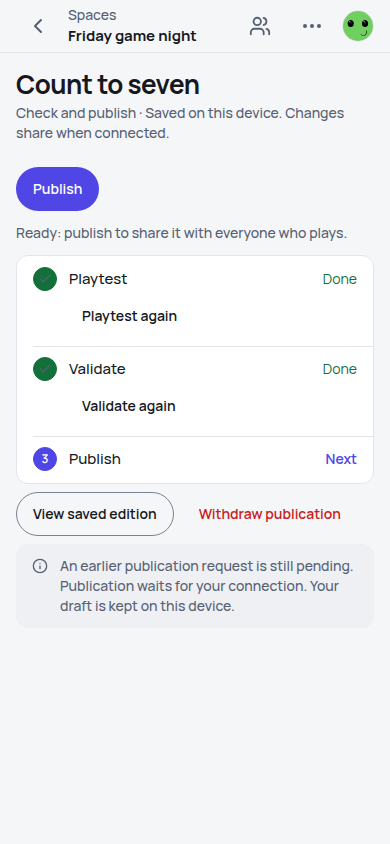 Spaces
Friday game night
Count to seven
Check and publish · Saved on this device. Changes
share when connected.
Publish
Ready: publish to share it with everyone who plays.
Playtest
Done
Playtest again
Validate
Done
Validate again
3
Publish
Next
View saved edition
Withdraw publication
An earlier publication request is still pending.
Publication waits for your connection. Your
draft is kept on this device.